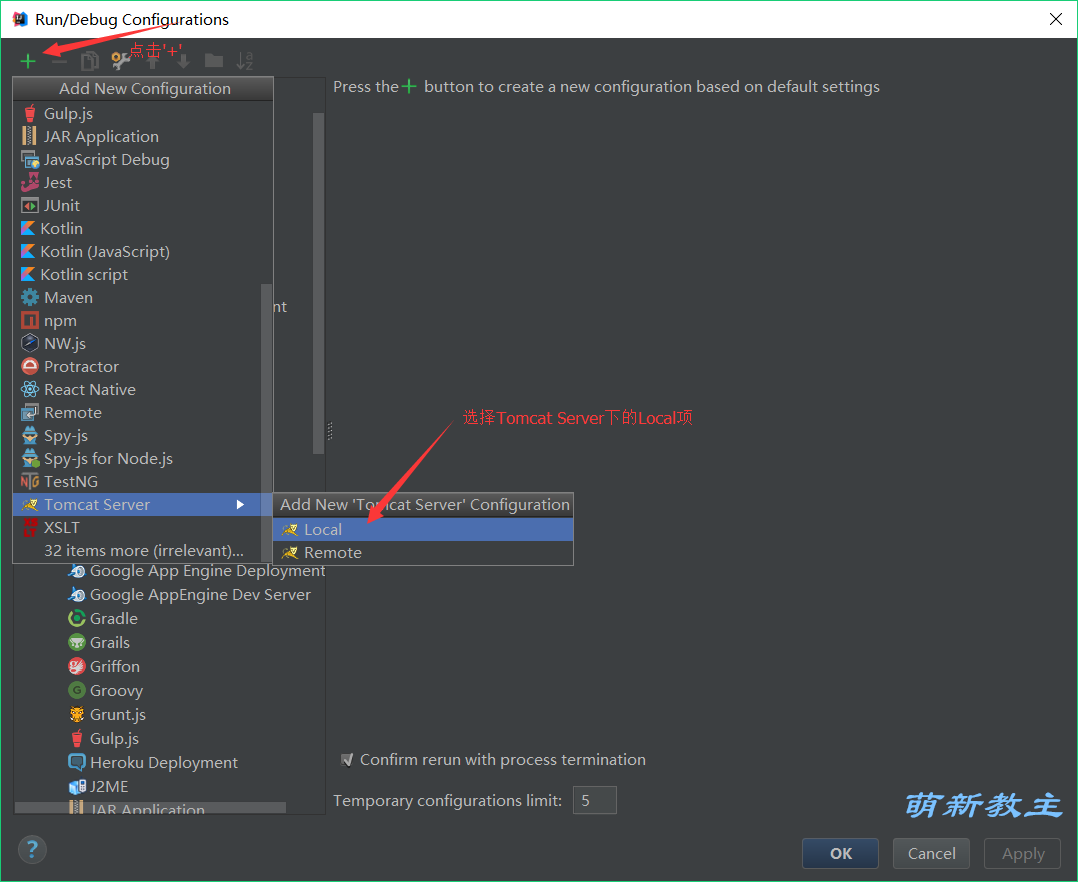 Run/Debug Configurations
点击'+'
Add New Configuration
Press the + button to create a new configuration based on default settings
Gulp.js
JAR Application
JavaScript Debug
Jest
JUnit
Kotlin
Kotlin (JavaScript)
Kotlin script
Maven
nt
npm
NW.js
Protractor
React Native
Remote
选择Tomcat Server下的Local项
Spy-js
Spy-js for Node.js
TestNG
Tomcat Server
Add New 'Tomcat Server' Configuration
XSLT
Local
32 items more (irrelevant)...
Remote
Google App Engine Deployment
Google AppEngine Dev Server
Gradle
Grails
Griffon
Groovy
Grunt.js
Gulp.js
Heroku Deployment
Confirm rerun with process termination
J2ME
JAR Application
Temporary configurations limit: 5
萌新教主
?
OK Cancel Apply